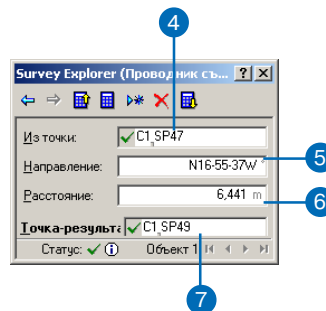 4
Survey Explorer (Проводник съ... ? ×
Из точки: C1_SP47
Направление: N16-55-37W °
5
Расстояние: 6,441 m
6
Точка-результа C1_SP49
Статус: i Объект 1
7